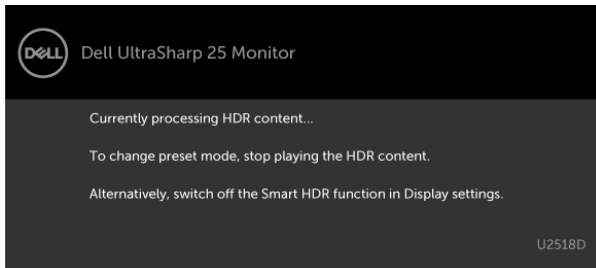 DELL Dell UltraSharp 25 Monitor
Currently processing HDR content...
To change preset mode, stop playing the HDR content.
Alternatively, switch off the Smart HDR function in Display settings.
U2518D